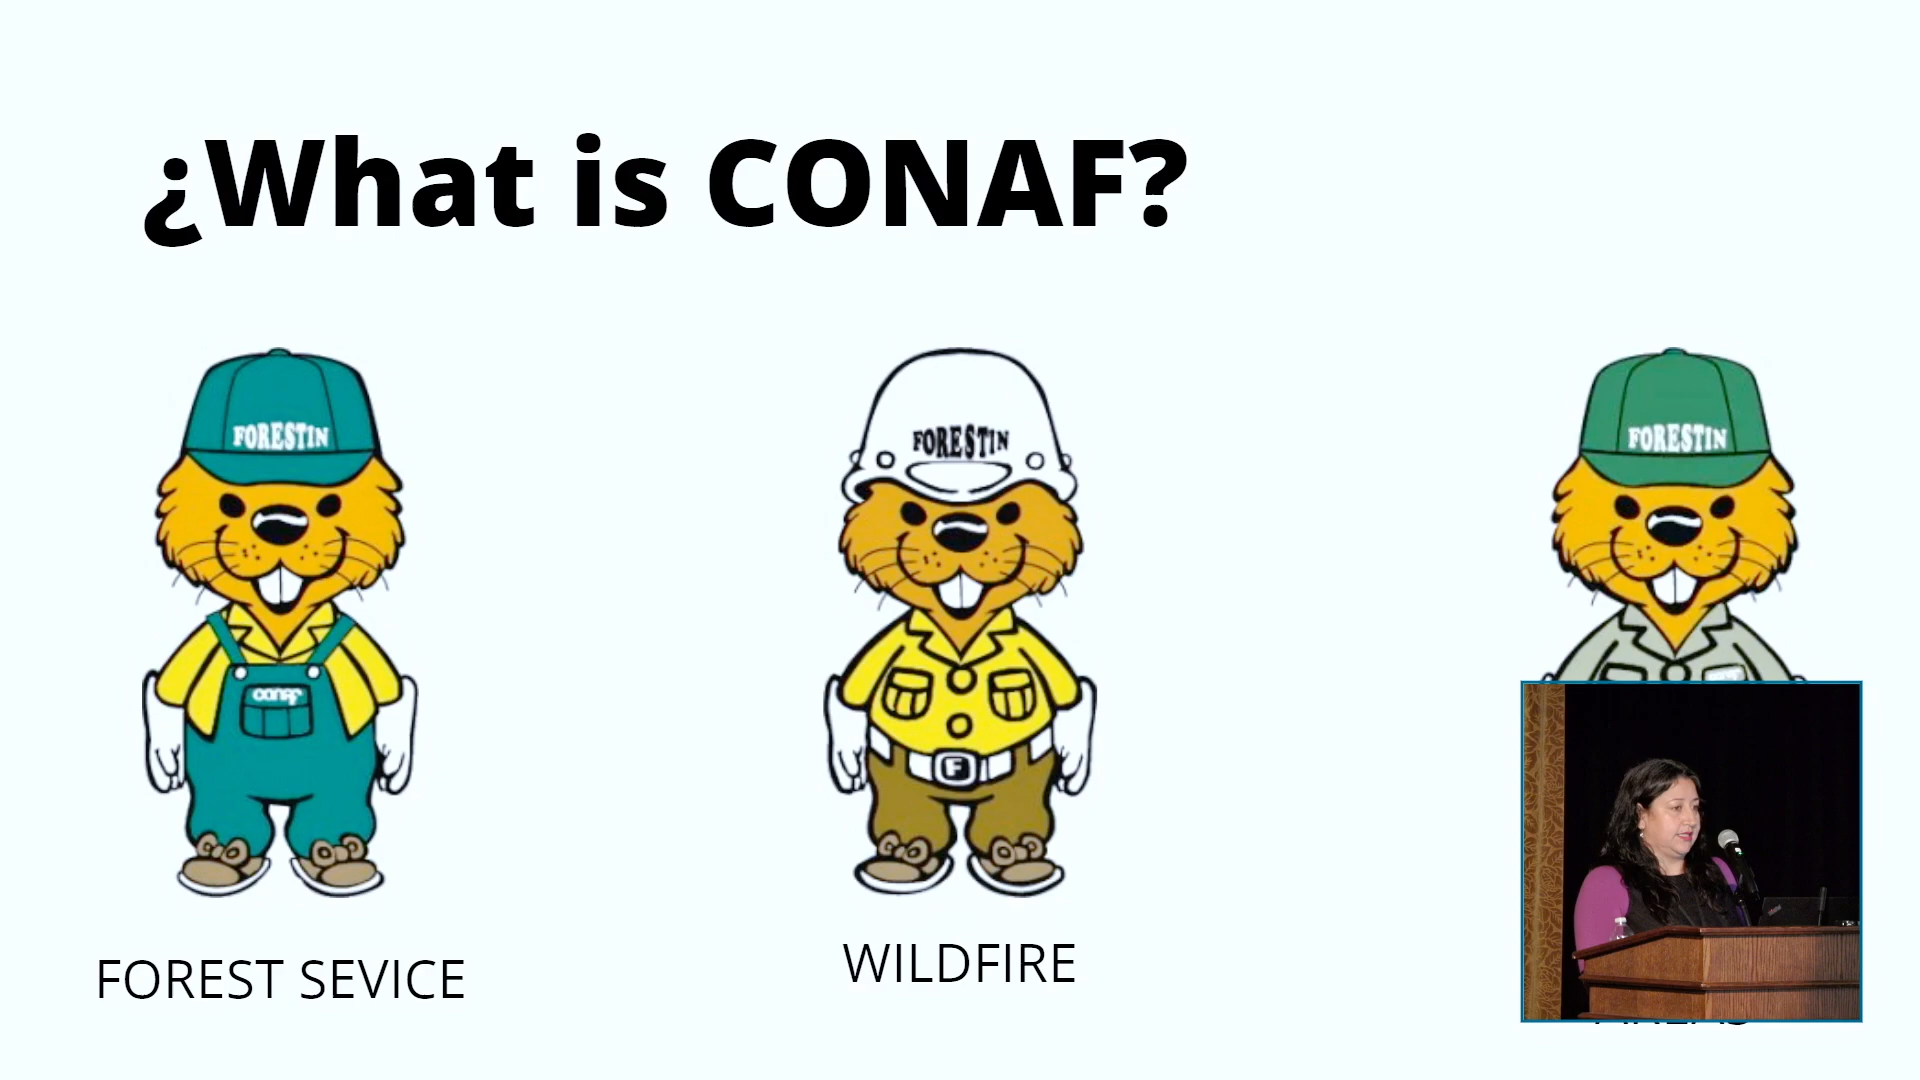 ¿What is CONAF?
FORESTIN
FORESTIN
FORESTIN
conaf
F
FOREST SEVICE
WILDFIRE